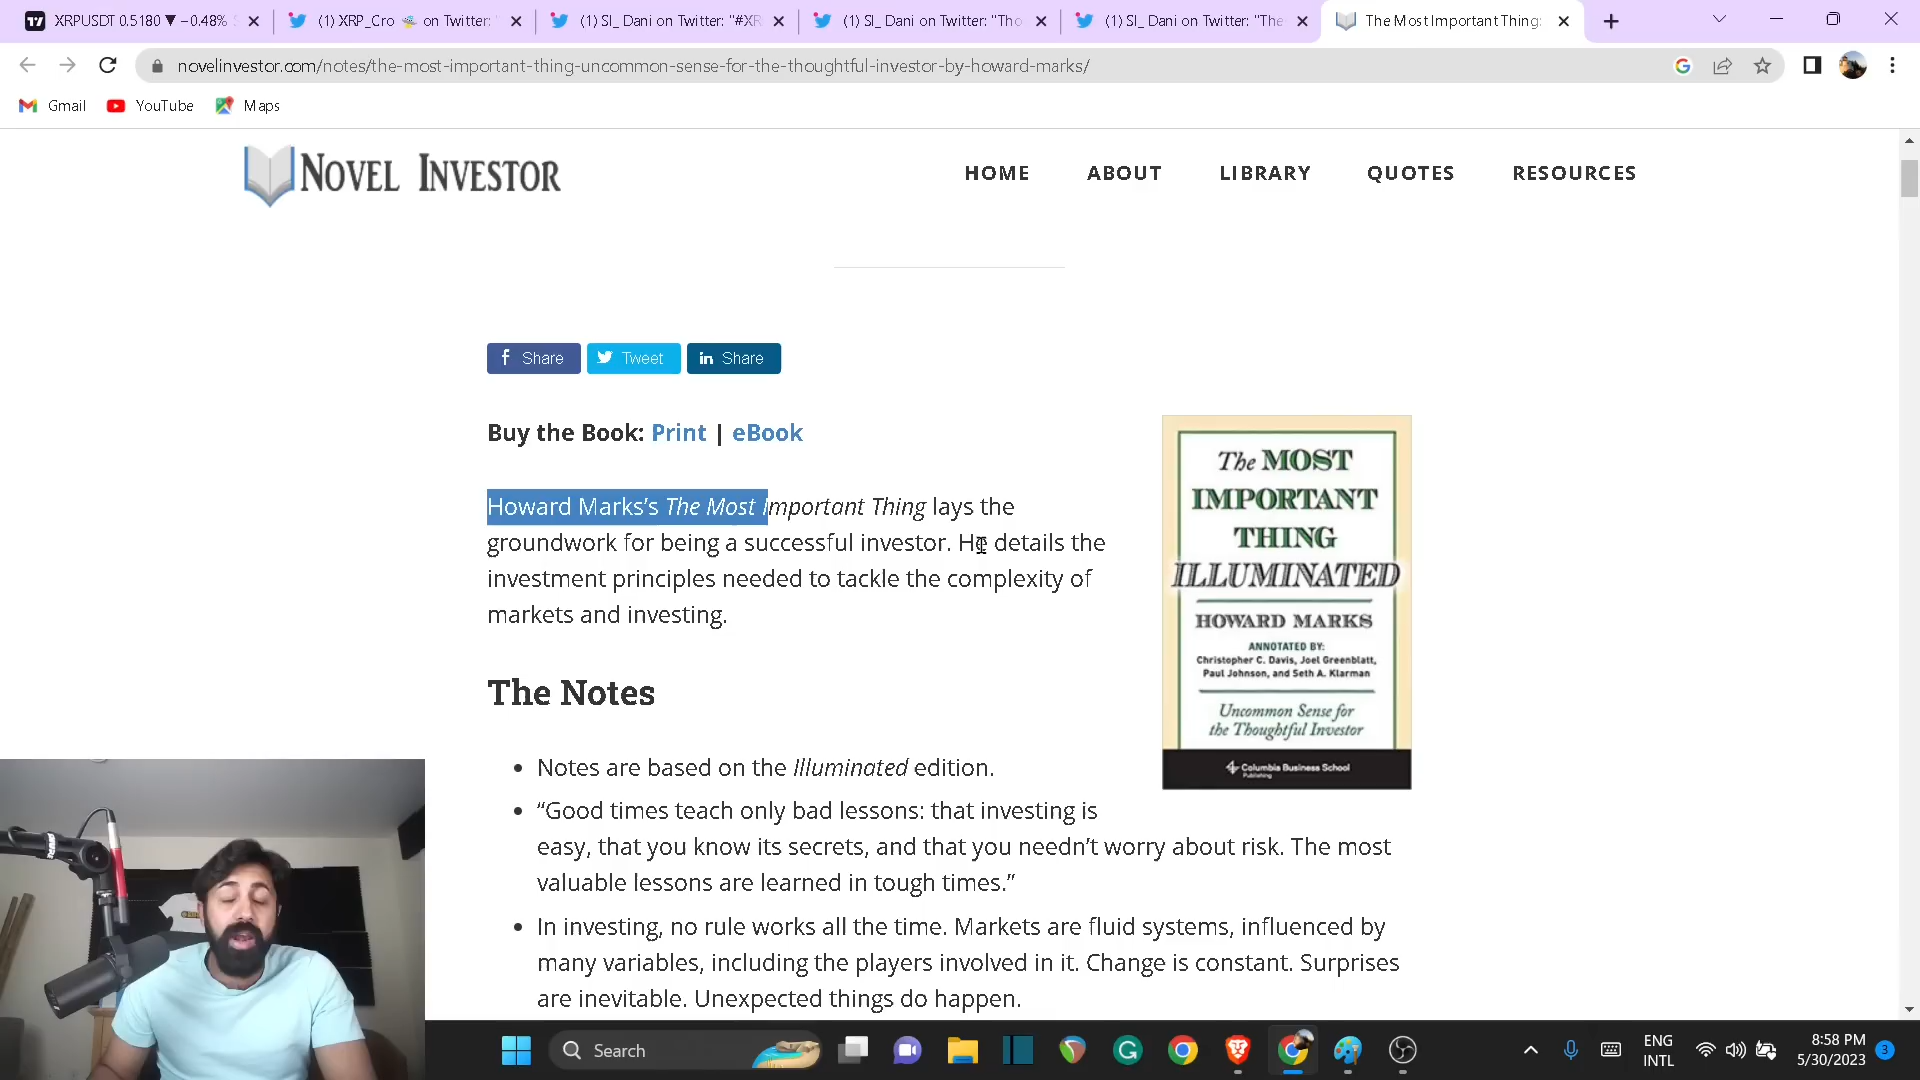 XRPUSDT 0.5180 ▼ −0.48%
(1) XRP_Cro 🛸 on Twitter:
(1) SI_ Dani on Twitter: "#XR
(1) SI_ Dani on Twitter: "Tho
(1) SI_ Dani on Twitter: "The
The Most Important Thing:
novelinvestor.com/notes/the-most-important-thing-uncommon-sense-for-the-thoughtful-investor-by-howard-marks/
Gmail
YouTube
Maps
NOVEL INVESTOR
HOME
ABOUT
LIBRARY
QUOTES
RESOURCES
Share
Tweet
Share
Buy the Book: Print | eBook
Howard Marks’s The Most Important Thing lays the
groundwork for being a successful investor. He details the
investment principles needed to tackle the complexity of
markets and investing.
The MOST
IMPORTANT
THING
ILLUMINATED
HOWARD MARKS
ANNOTATED BY:
Christopher C. Davis, Joel Greenblatt,
Paul Johnson, and Seth A. Klarman
Uncommon Sense for
the Thoughtful Investor
Columbia Business School
Publishing
The Notes
• Notes are based on the Illuminated edition.
• “Good times teach only bad lessons: that investing is
easy, that you know its secrets, and that you needn’t worry about risk. The most
valuable lessons are learned in tough times.”
• In investing, no rule works all the time. Markets are fluid systems, influenced by
many variables, including the players involved in it. Change is constant. Surprises
are inevitable. Unexpected things do happen.
Search
ENG
INTL
8:58 PM
5/30/2023
3